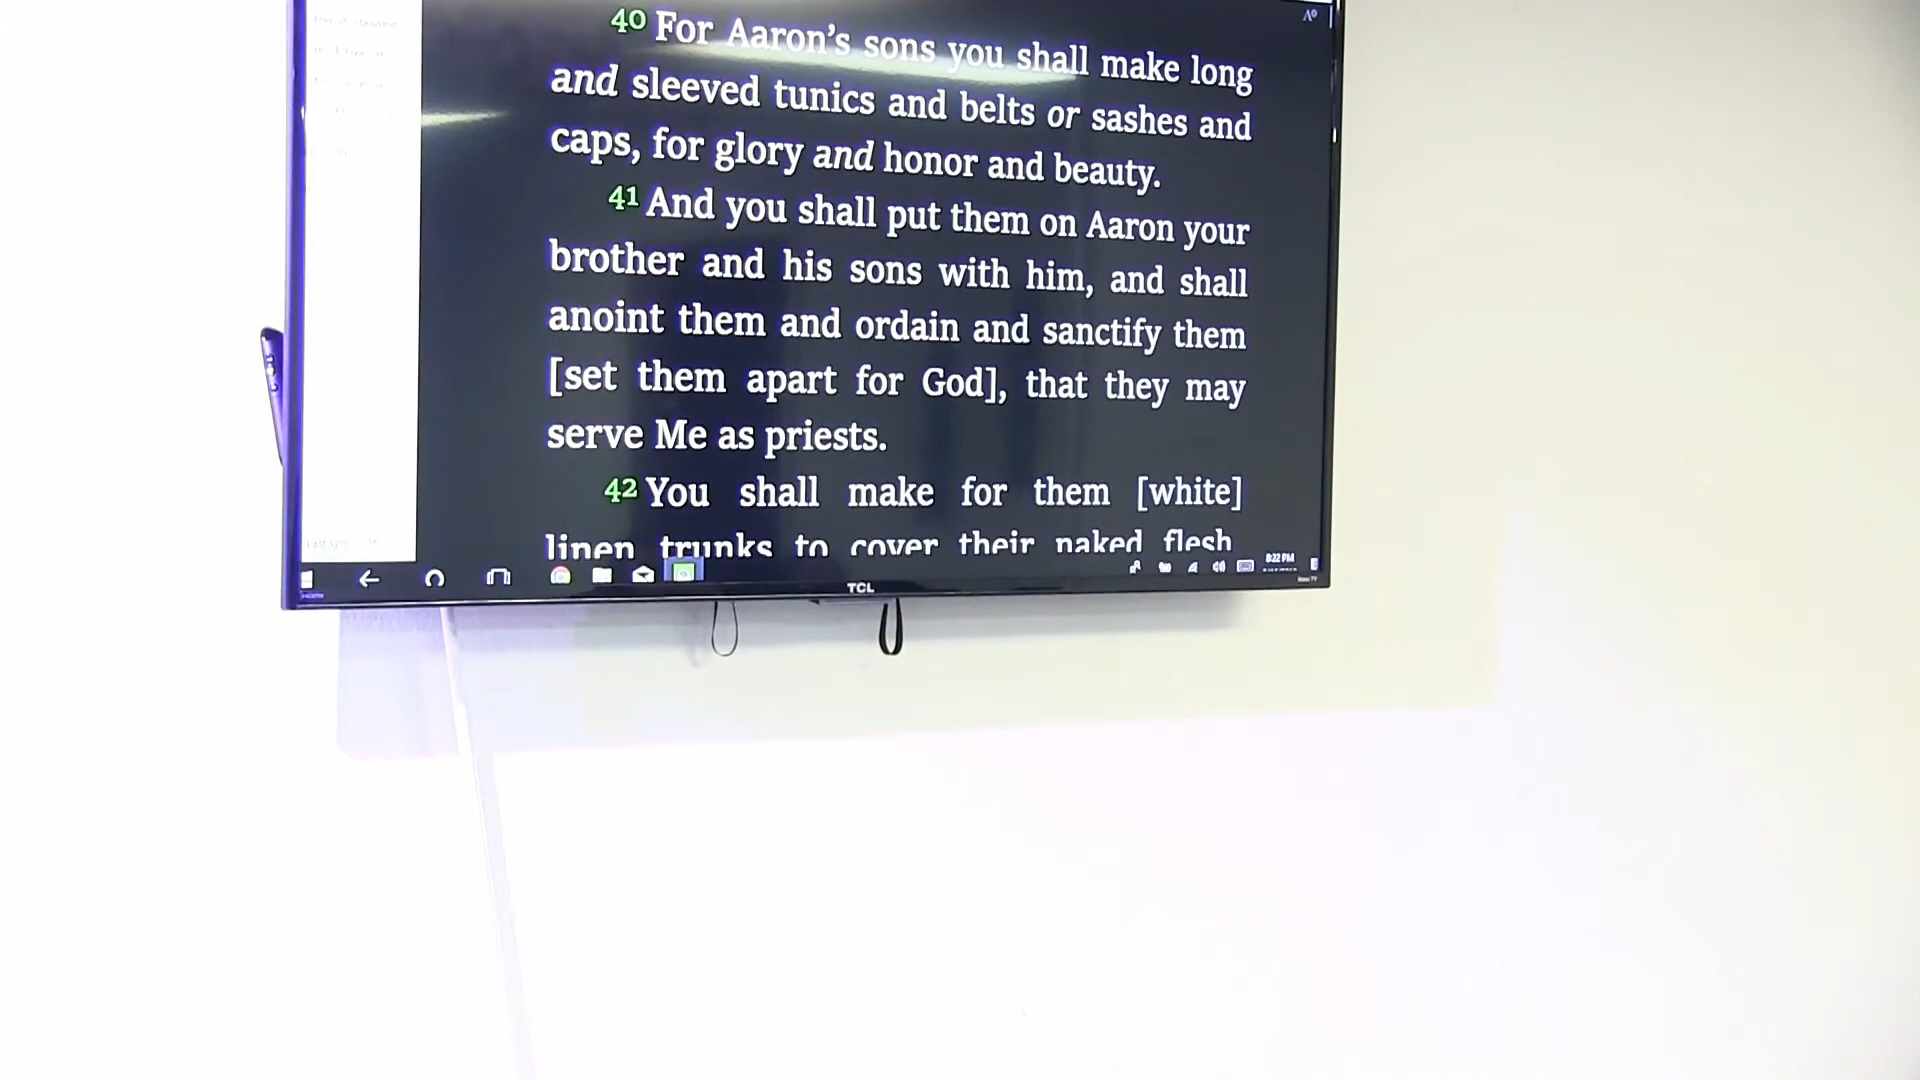 40 For Aaron’s sons you shall make long
and sleeved tunics and belts or sashes and
caps, for glory and honor and beauty.
41 And you shall put them on Aaron your
brother and his sons with him, and shall
anoint them and ordain and sanctify them
[set them apart for God], that they may
serve Me as priests.
42 You shall make for them [white]
linen trunks to cover their naked flesh
8:22 PM
TCL